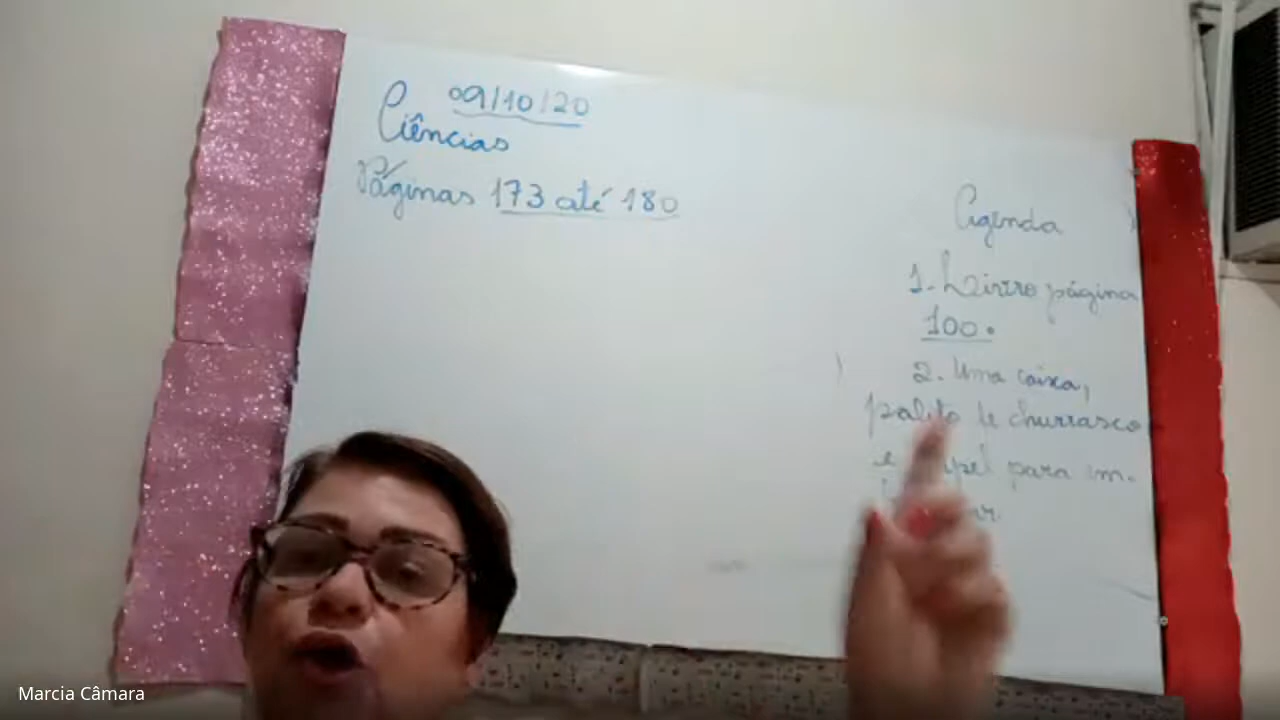 09/10/20
Ciências
Páginas 173 até 180
Agenda
1. Livro página
100.
2. Uma caixa,
palito de churrasco
e para em-
Marcia Câmara